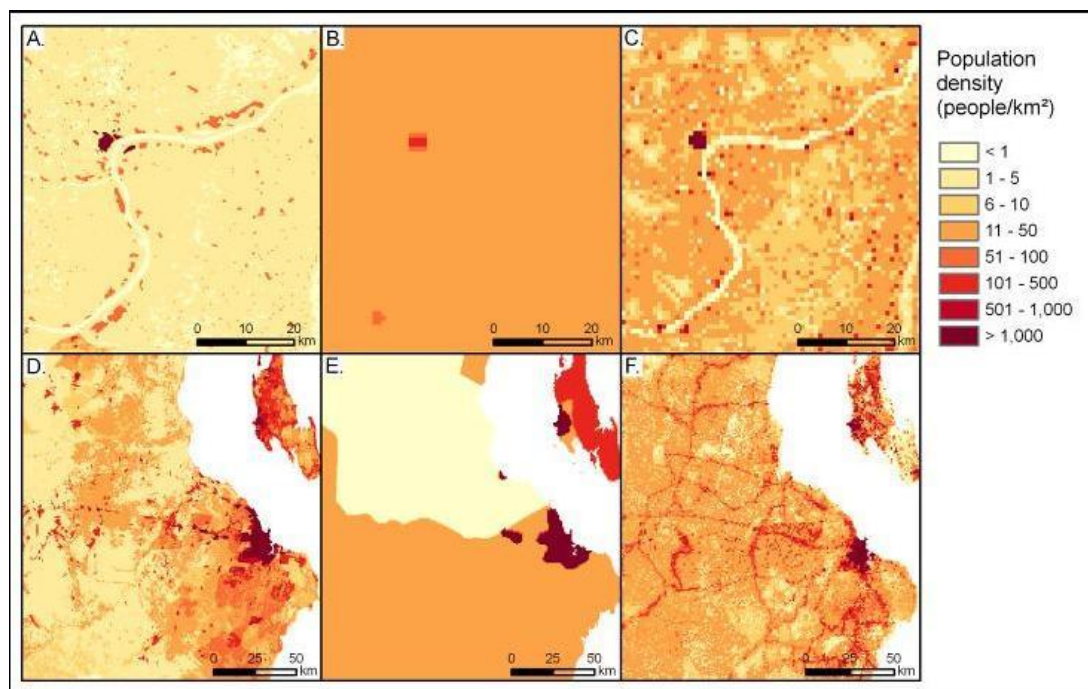 A.
B.
C.
0 10 20
km
0 10 20
km
0 10 20
km
D.
E.
F.
0 25 50
km
0 25 50
km
0 25 50
km
Population
density
(people/km²)
< 1
1 - 5
6 - 10
11 - 50
51 - 100
101 - 500
501 - 1,000
> 1,000